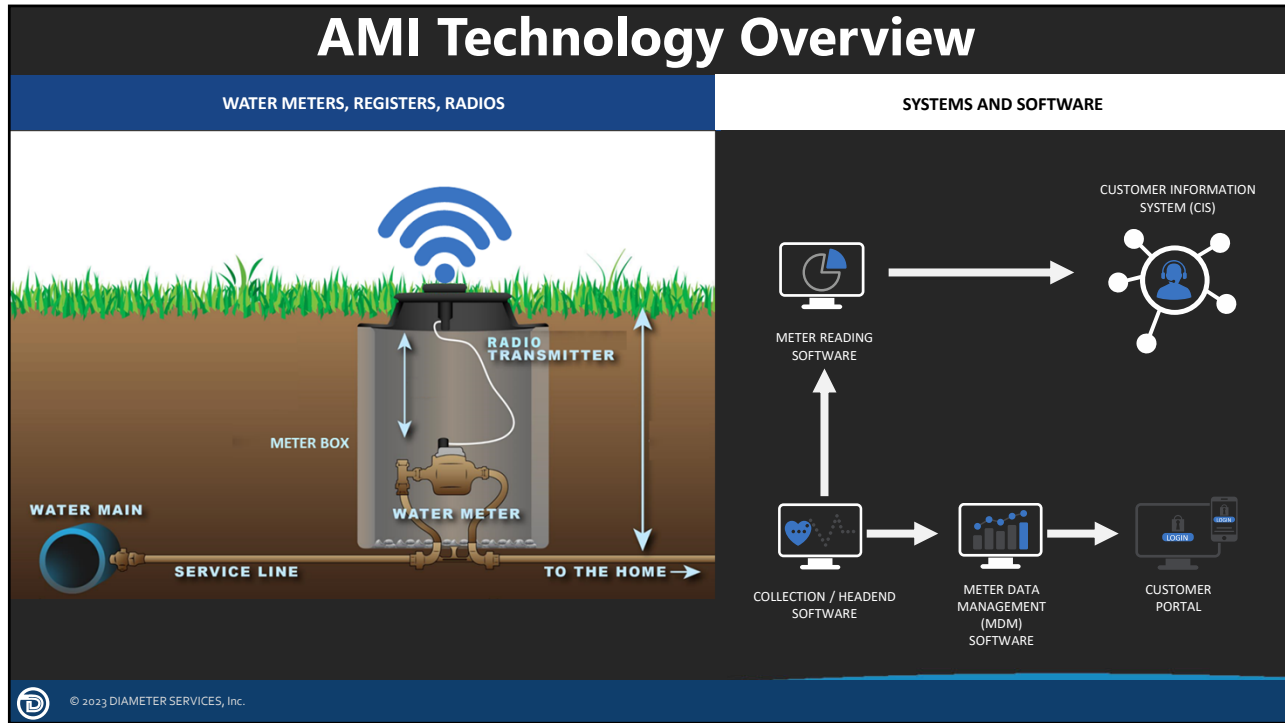 AMI Technology Overview
WATER METERS, REGISTERS, RADIOS
SYSTEMS AND SOFTWARE
RADIO
TRANSMITTER
METER BOX
WATER METER
WATER MAIN
SERVICE LINE
TO THE HOME
CUSTOMER INFORMATION
SYSTEM (CIS)
METER READING
SOFTWARE
COLLECTION / HEADEND
SOFTWARE
METER DATA
MANAGEMENT
(MDM)
SOFTWARE
LOGIN
LOGIN
CUSTOMER
PORTAL
© 2023 DIAMETER SERVICES, Inc.